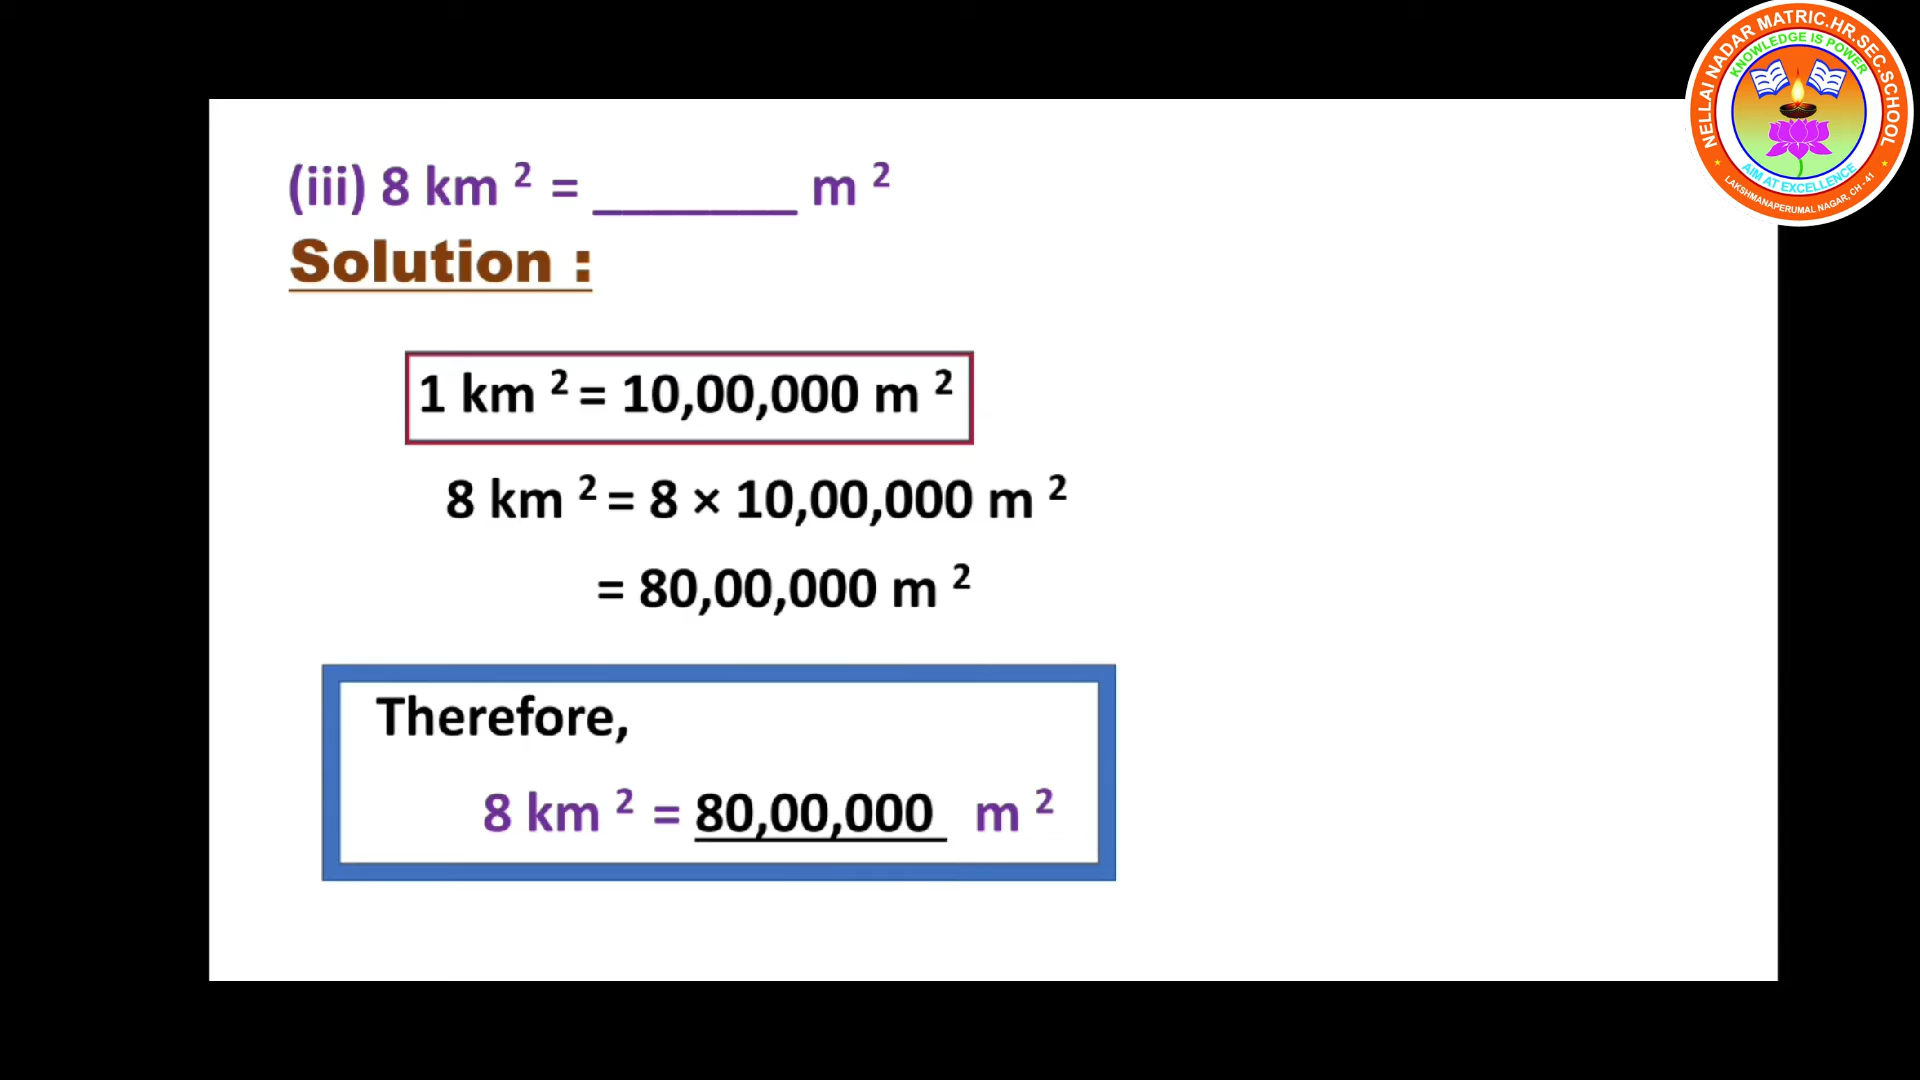 NELLAI NADAR MATRIC.HR.SEC.SCHOOL
KNOWLEDGE IS POWER
AIM AT EXCELLENCE
LAKSHMANAPERUMAL NAGAR, CH - 41
(iii) 8 km ² = _______ m ²
Solution :
1 km ² = 10,00,000 m ²
8 km ² = 8 × 10,00,000 m ²
= 80,00,000 m ²
Therefore,
8 km ² = 80,00,000 m ²